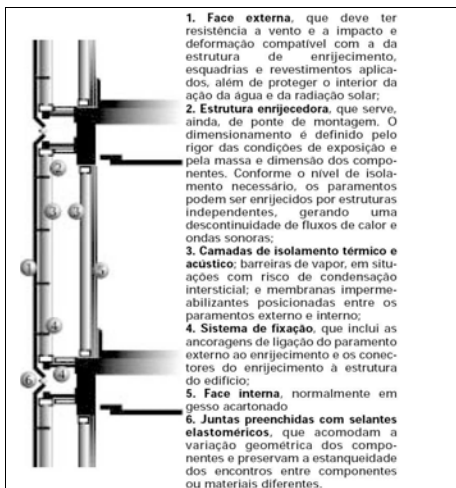 1. Face externa, que deve ter
resistência a vento e a impacto e
deformação compatível com a da
estrutura de enrijecimento,
esquadrias e revestimentos aplica-
dos, além de proteger o interior da
ação da água e da radiação solar;
2. Estrutura enrijecedora, que serve,
ainda, de ponte de montagem. O
dimensionamento é definido pelo
rigor das condições de exposição e
pela massa e dimensão dos compo-
nentes. Conforme o nível de isola-
mento necessário, os paramentos
podem ser enrijecidos por estruturas
independentes, gerando uma
descontinuidade de fluxos de calor e
ondas sonoras;
3. Camadas de isolamento térmico e
acústico; barreiras de vapor, em situ-
ações com risco de condensação
intersticial; e membranas imperme-
abilizantes posicionadas entre os
paramentos externo e interno;
4. Sistema de fixação, que inclui as
ancoragens de ligação do paramento
externo ao enrijecimento e os conec-
tores do enrijecimento à estrutura
do edifício;
5. Face interna, normalmente em
gesso acartonado
6. Juntas preenchidas com selantes
elastoméricos, que acomodam a
variação geométrica dos compo-
nentes e preservam a estanqueidade
dos encontros entre componentes
ou materiais diferentes.
2
3
1
5
4
6
4